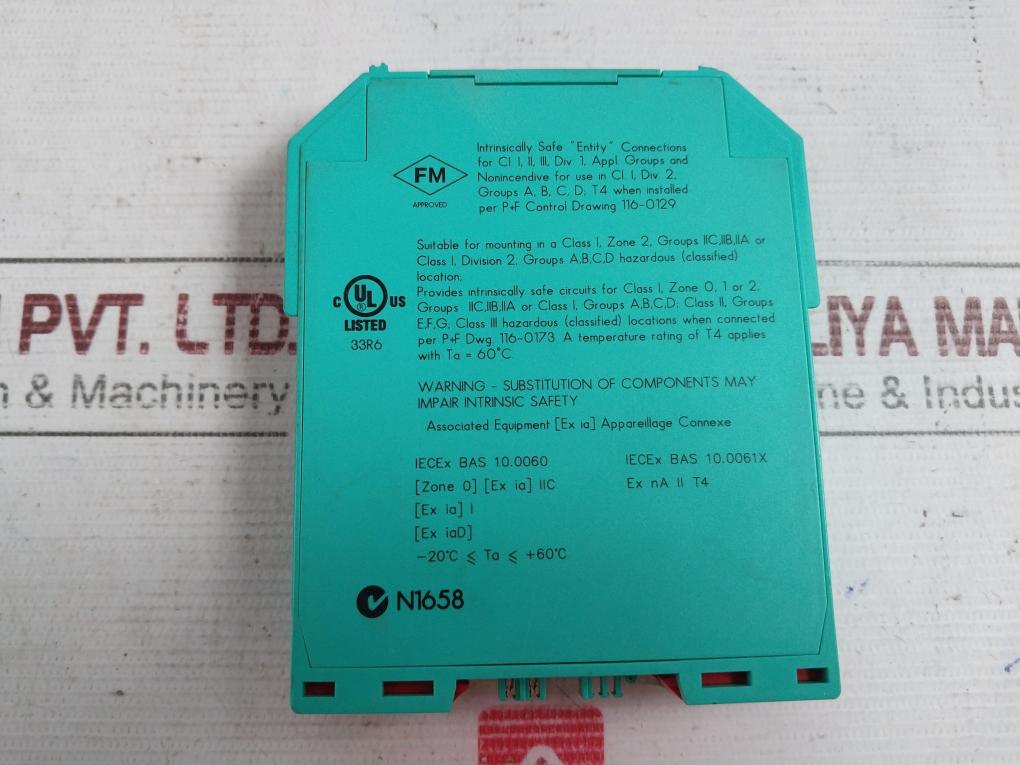 Intrinsically Safe "Entity" Connections
for Cl. I, II, III, Div. 1, Appl. Groups and
Nonincendive for use in Cl. I, Div. 2,
Groups A, B, C, D; T4 when installed
per P+F Control Drawing 116-0129
FM
APPROVED
Suitable for mounting in a Class I, Zone 2, Groups IIC,IIB,IIA or
Class I, Division 2, Groups A,B,C,D hazardous (classified)
location;
Provides intrinsically safe circuits for Class I, Zone 0, 1 or 2,
Groups IIC,IIB,IIA or Class I, Groups A,B,C,D; Class II, Groups
E,F,G, Class III hazardous (classified) locations when connected
per P+F Dwg. 116-0173. A temperature rating of T4 applies
with Ta = 60°C
C UL US
®
LISTED
33R6
WARNING - SUBSTITUTION OF COMPONENTS MAY
IMPAIR INTRINSIC SAFETY
Associated Equipment [Ex ia] Appareillage Connexe
IECEx BAS 10.0060
[Zone 0] [Ex ia] IIC
[Ex ia] I
[Ex iaD]
-20°C ≤ Ta ≤ +60°C
IECEx BAS 10.0061X
Ex nA II T4
N1658
PVT. LTD.
& Machinery
LIYA MA
ne & Indus